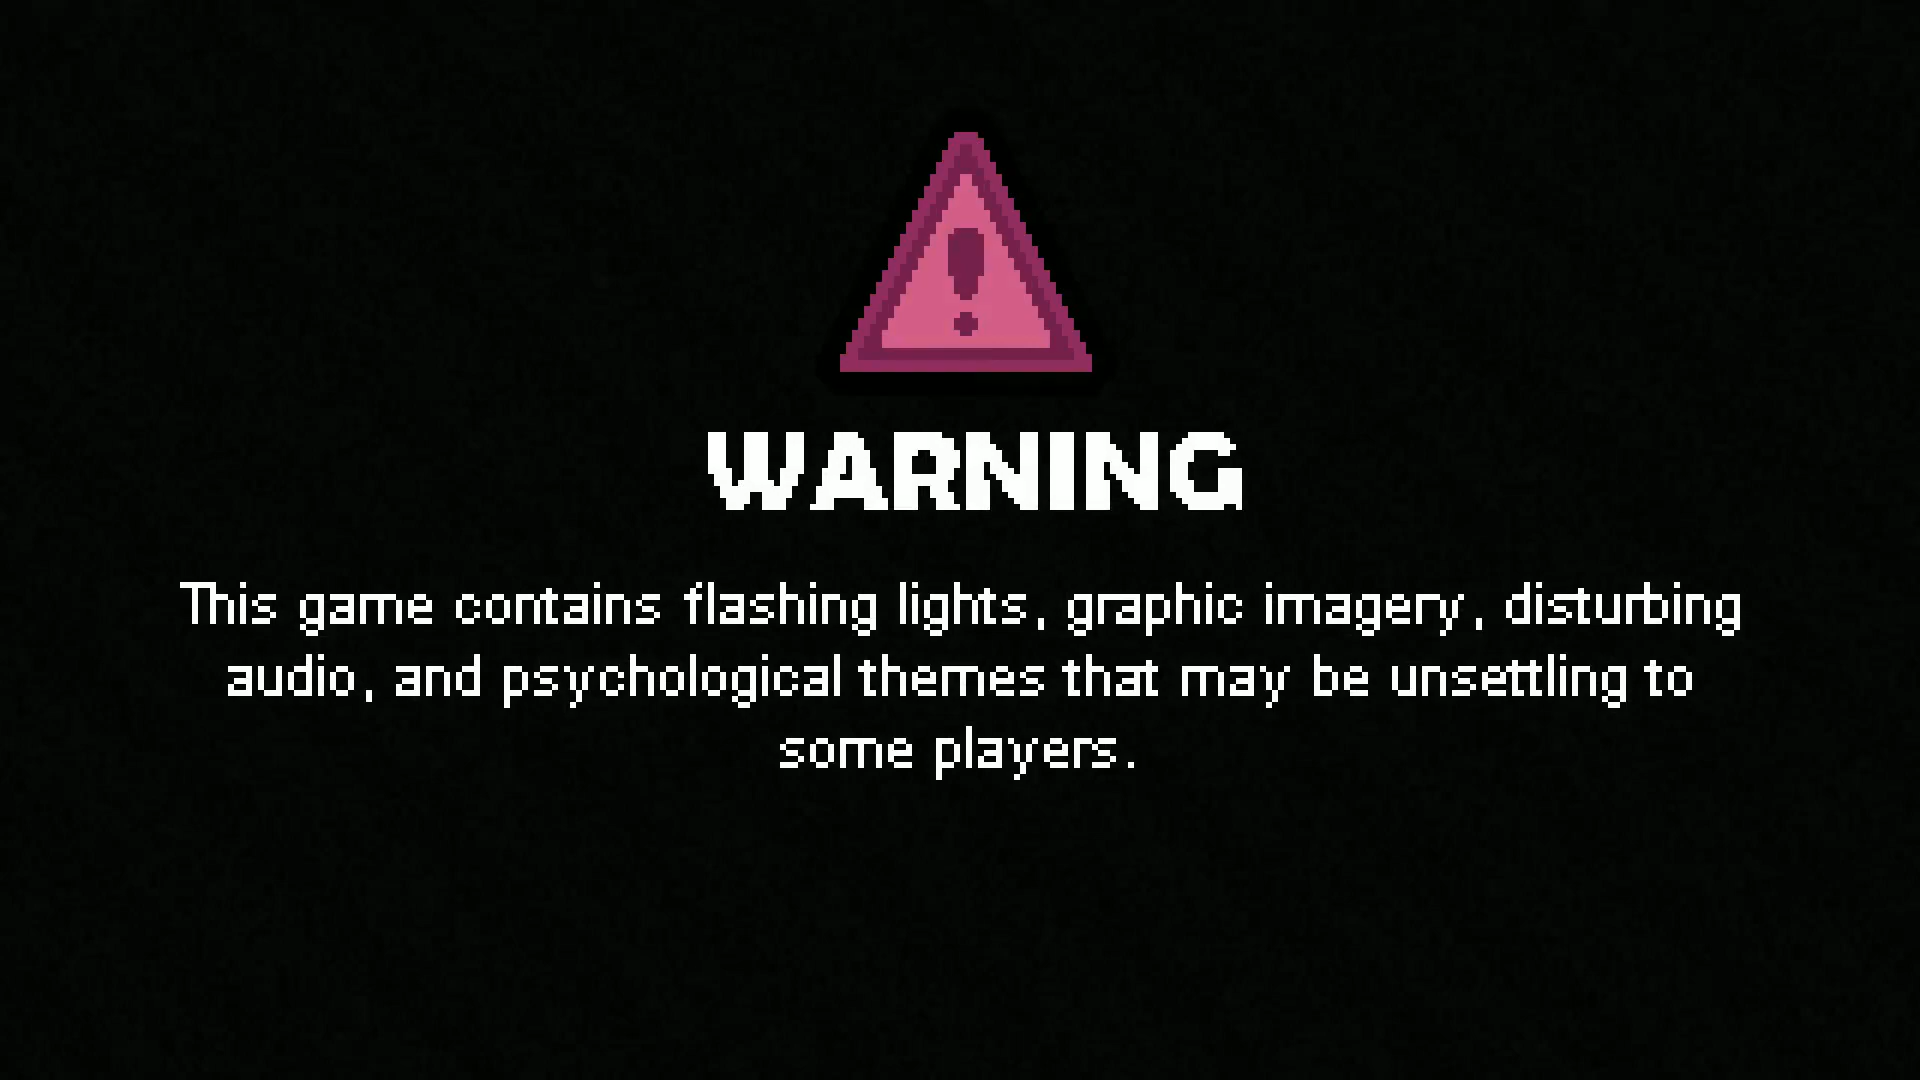 WARNING
This game contains flashing lights, graphic imagery, disturbing
audio, and psychological themes that may be unsettling to
some players.